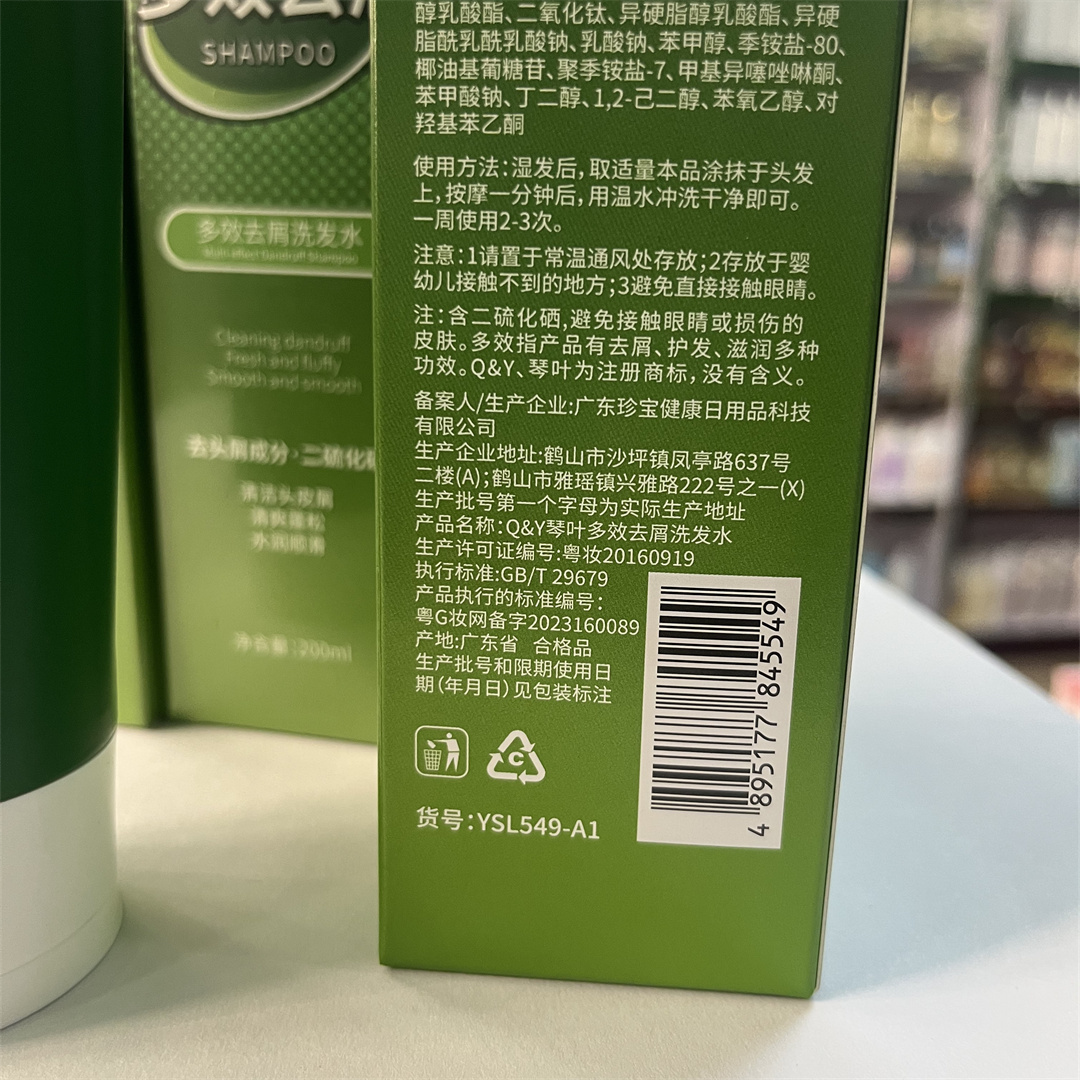 SHAMPOO
多效去屑洗发水
Multi-effect Dandruff Shampoo
Cleaning dandruff
Fresh and fluffy
Smooth and smooth
去头屑成分·二硫化
清洁头皮屑
清爽蓬松
水润顺滑
净含量:200ml
醇乳酸酯、二氧化钛、异硬脂醇乳酸酯、异硬
脂酰乳酰乳酸钠、乳酸钠、苯甲醇、季铵盐-80、
椰油基葡糖苷、聚季铵盐-7、甲基异噻唑啉酮、
苯甲酸钠、丁二醇、1,2-己二醇、苯氧乙醇、对
羟基苯乙酮
使用方法:湿发后,取适量本品涂抹于头发
上,按摩一分钟后,用温水冲洗干净即可。
一周使用2-3次。
注意:1请置于常温通风处存放;2存放于婴
幼儿接触不到的地方;3避免直接接触眼睛。
注:含二硫化硒,避免接触眼睛或损伤的
皮肤。多效指产品有去屑、护发、滋润多种
功效。Q&Y、琴叶为注册商标,没有含义。
备案人/生产企业:广东珍宝健康日用品科技
有限公司
生产企业地址:鹤山市沙坪镇凤亭路637号
二楼(A);鹤山市雅瑶镇兴雅路222号之一(X)
生产批号第一个字母为实际生产地址
产品名称:Q&Y琴叶多效去屑洗发水
生产许可证编号:粤妆20160919
执行标准:GB/T 29679
产品执行的标准编号:
粤G妆网备字2023160089
产地:广东省 合格品
生产批号和限期使用日
期(年月日)见包装标注
货号:YSL549-A1
4 895177 845549